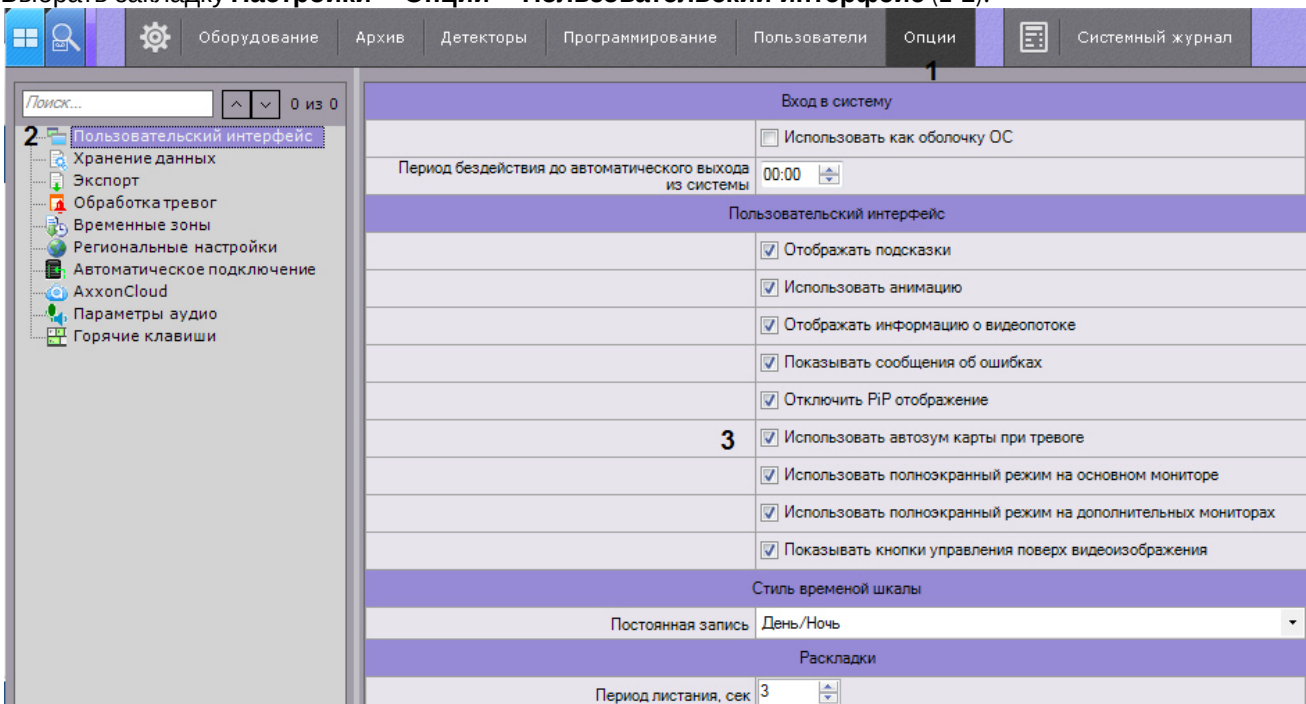 Выбрать закладку Настройки – Опции – Пользовательский интерфейс (1-2).
Оборудование Архив Детекторы Программирование Пользователи Опции Системный журнал
1
Поиск... 0 из 0
2 Пользовательский интерфейс
Хранение данных
Экспорт
Обработка тревог
Временные зоны
Региональные настройки
Автоматическое подключение
AxxonCloud
Параметры аудио
Горячие клавиши
Вход в систему
Использовать как оболочку ОС
Период бездействия до автоматического выхода
из системы 00:00
Пользовательский интерфейс
Отображать подсказки
Использовать анимацию
Отображать информацию о видеопотоке
Показывать сообщения об ошибках
Отключить PiP отображение
3 Использовать автозум карты при тревоге
Использовать полноэкранный режим на основном мониторе
Использовать полноэкранный режим на дополнительных мониторах
Показывать кнопки управления поверх видеоизображения
Стиль временой шкалы
Постоянная запись День/Ночь
Раскладки
Период листания, сек 3